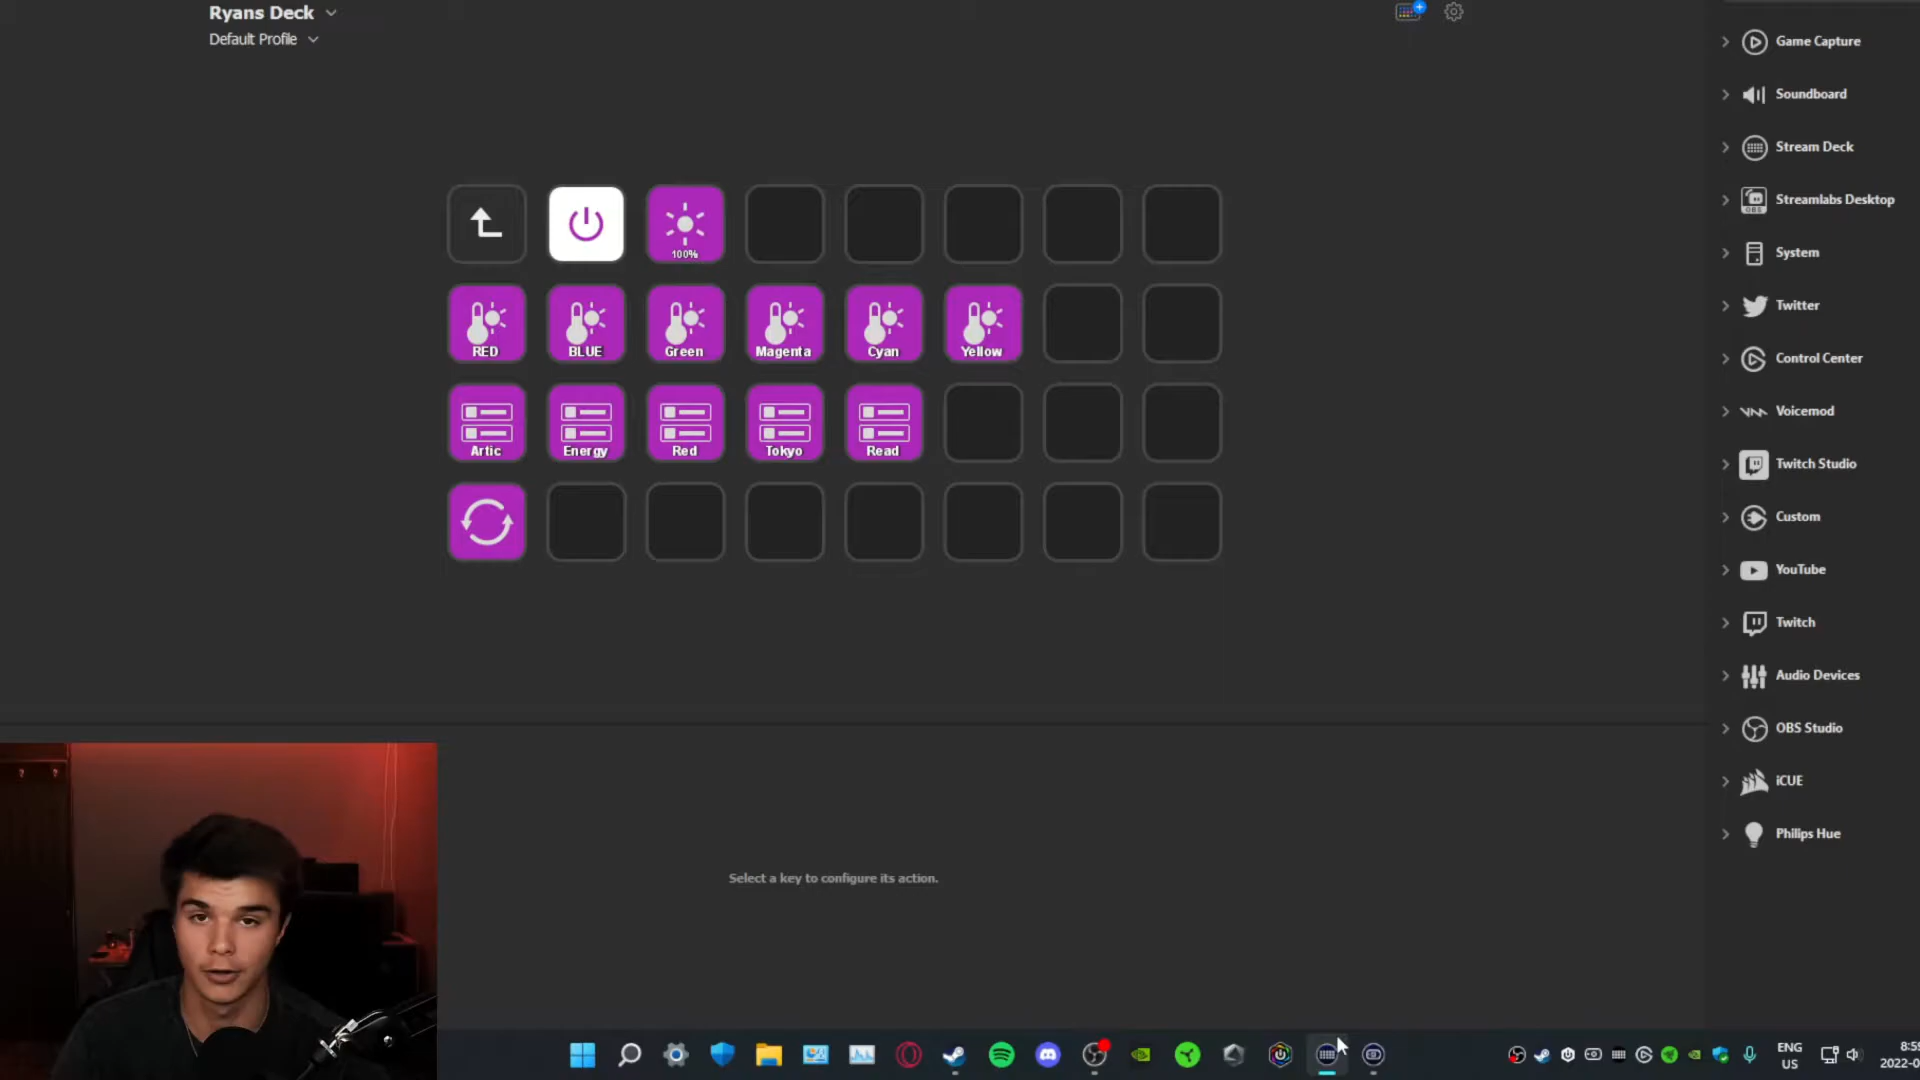 Ryans Deck
Default Profile
Game Capture
Soundboard
Stream Deck
Streamlabs Desktop
System
Twitter
Control Center
Voicemod
Twitch Studio
Custom
YouTube
Twitch
Audio Devices
OBS Studio
iCUE
Philips Hue
100%
RED BLUE Green Magenta Cyan Yellow
Artic Energy Red Tokyo Read
Select a key to configure its action.
ENG
US